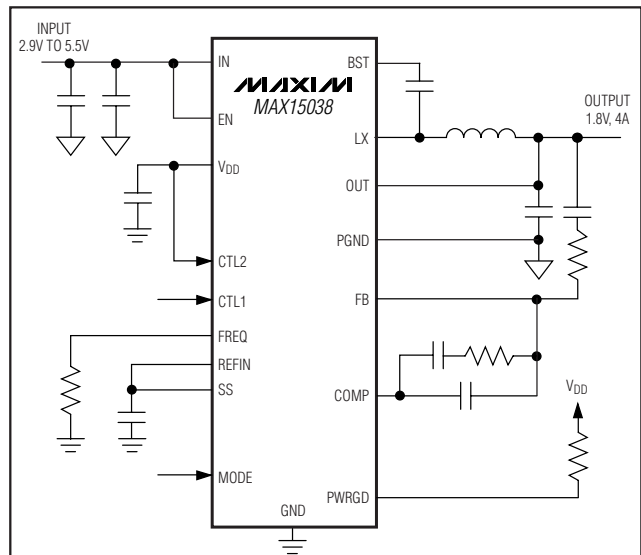 INPUT
2.9V TO 5.5V
IN
EN
VDD
CTL2
CTL1
FREQ
REFIN
SS
MODE
MAXIM
MAX15038
GND
BST
LX
OUT
PGND
FB
COMP
PWRGD
OUTPUT
1.8V, 4A
VDD